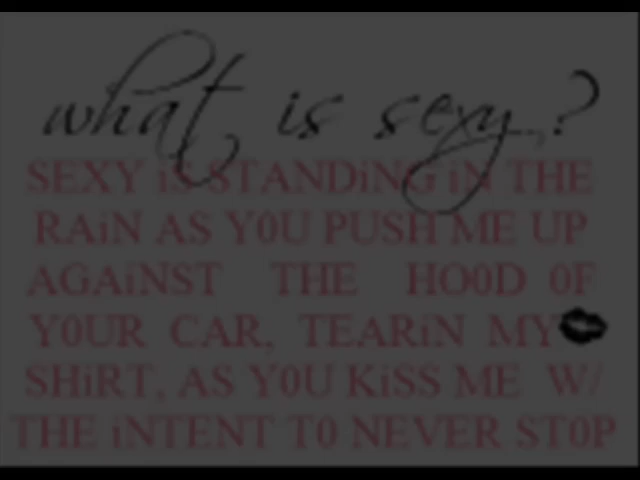 what is sexy?
SEXY iS STANDiNG iN THE
RAiN AS Y0U PUSH ME UP
AGAiNST THE HO0D 0F
Y0UR CAR, TEARiN MY
SHiRT, AS Y0U KiSS ME W/
THE iNTENT T0 NEVER ST0P